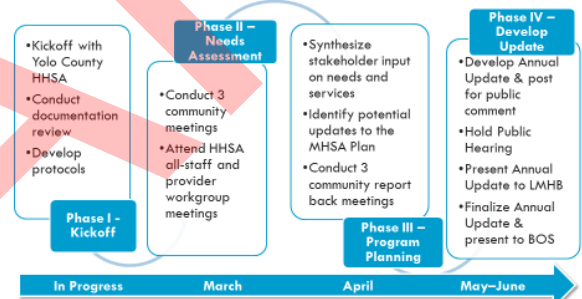 •Kickoff with
Yolo County
HHSA
•Conduct
documentation
review
•Develop
protocols
Phase I -
Kickoff
Phase II –
Needs
Assessment
•Conduct 3
community
meetings
•Attend HHSA
all-staff and
provider
workgroup
meetings
•Synthesize
stakeholder input
on needs and
services
•Identify potential
updates to the
MHSA Plan
•Conduct 3
community report
back meetings
Phase III –
Program
Planning
Phase IV –
Develop
Update
•Develop Annual
Update & post
for public
comment
•Hold Public
Hearing
•Present Annual
Update to LMHB
•Finalize Annual
Update &
present to BOS
In Progress
March
April
May–June